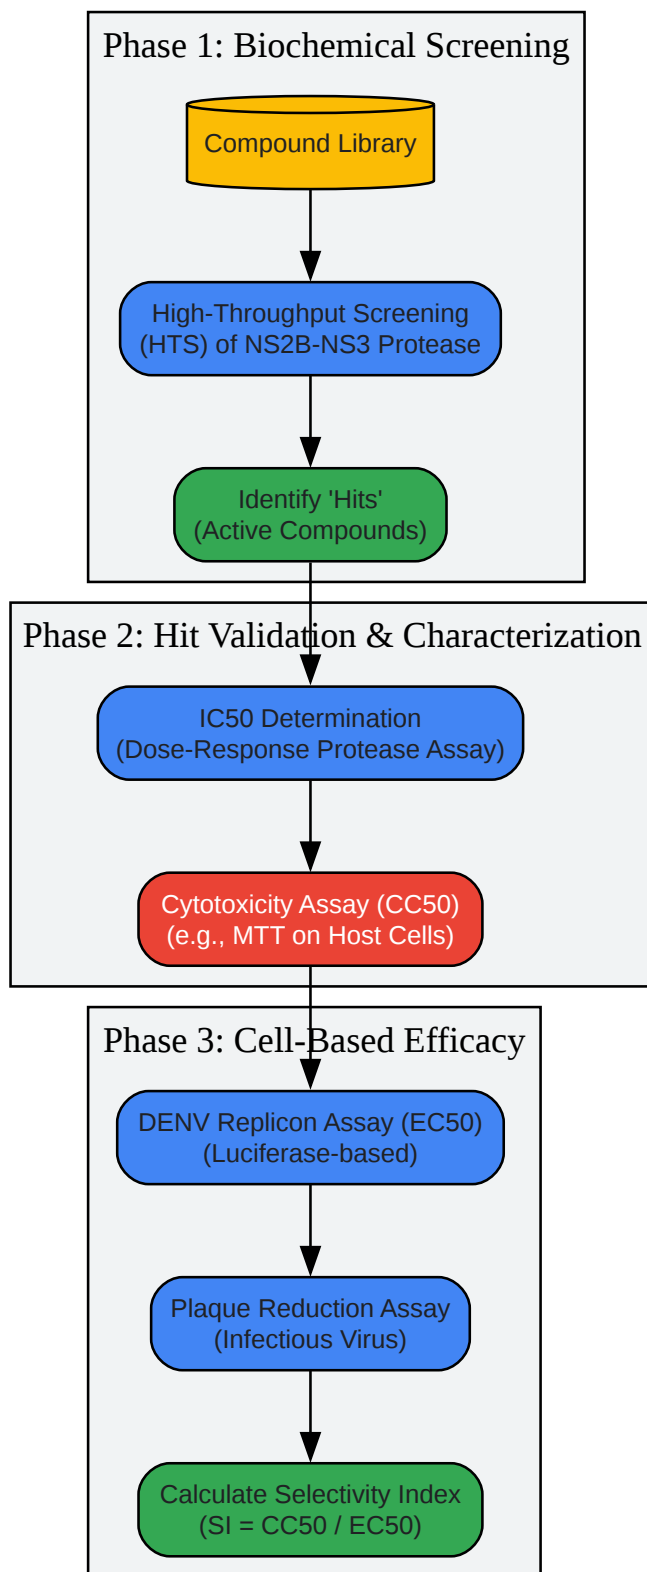 Phase 1: Biochemical Screening
Compound Library
High-Throughput Screening
(HTS) of NS2B-NS3 Protease
Identify 'Hits'
(Active Compounds)
Phase 2: Hit Validation & Characterization
IC50 Determination
(Dose-Response Protease Assay)
Cytotoxicity Assay (CC50)
(e.g., MTT on Host Cells)
Phase 3: Cell-Based Efficacy
DENV Replicon Assay (EC50)
(Luciferase-based)
Plaque Reduction Assay
(Infectious Virus)
Calculate Selectivity Index
(SI = CC50 / EC50)